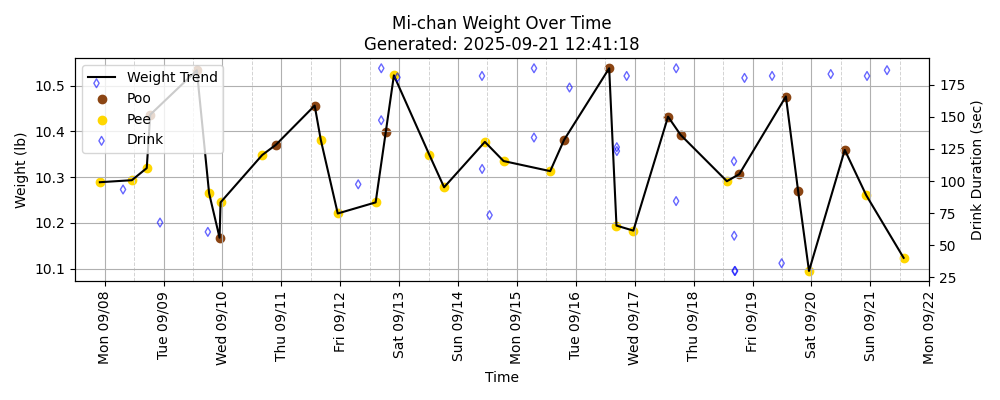 Mi-chan Weight Over Time
Generated: 2025-09-21 12:41:18
Weight Trend
Poo
Pee
Drink
Weight (lb)
10.5
10.4
10.3
10.2
10.1
175
150
125
100
75
50
25
Drink Duration (sec)
Mon 09/08
Tue 09/09
Wed 09/10
Thu 09/11
Fri 09/12
Sat 09/13
Sun 09/14
Mon 09/15
Tue 09/16
Wed 09/17
Thu 09/18
Fri 09/19
Sat 09/20
Sun 09/21
Mon 09/22
Time